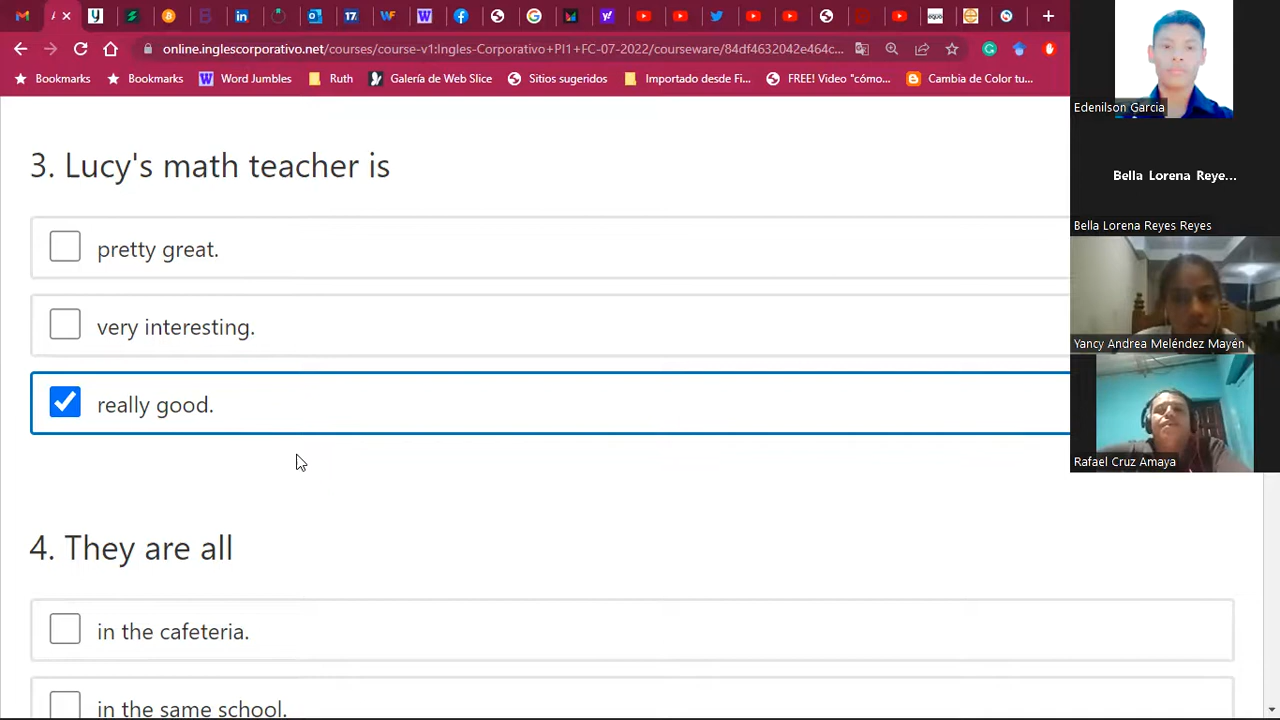 online.inglescorporativo.net/courses/course-v1:Ingles-Corporativo+PI1+FC-07-2022/courseware/84df4632042e464c...
Bookmarks
Bookmarks
Word Jumbles
Ruth
Galería de Web Slice
Sitios sugeridos
Importado desde Fi...
FREE! Video "cómo...
Cambia de Color tu...
3. Lucy's math teacher is
pretty great.
very interesting.
really good.
4. They are all
in the cafeteria.
in the same school.
Edenilson Garcia
Bella Lorena Reye...
Bella Lorena Reyes Reyes
Yancy Andrea Meléndez Mayén
Rafael Cruz Amaya